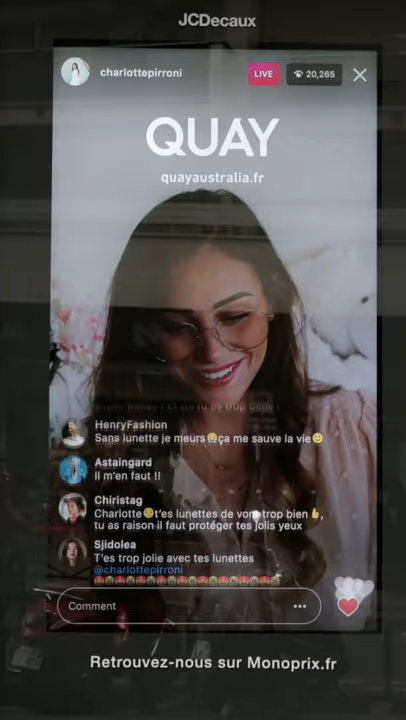 JCDecaux
charlottepirroni
LIVE
20,265
QUAY
quayaustralia.fr
HenryFashion
Sans lunette je meurs ça me sauve la vie
Astaingard
Il m'en faut !!
Chiristag
Charlotte t'es lunettes de vom trop bien ,
tu as raison il faut protéger tes jolis yeux
Sjidolea
T'es trop jolie avec tes lunettes
@charlottepirroni
Comment
Retrouvez-nous sur Monoprix.fr